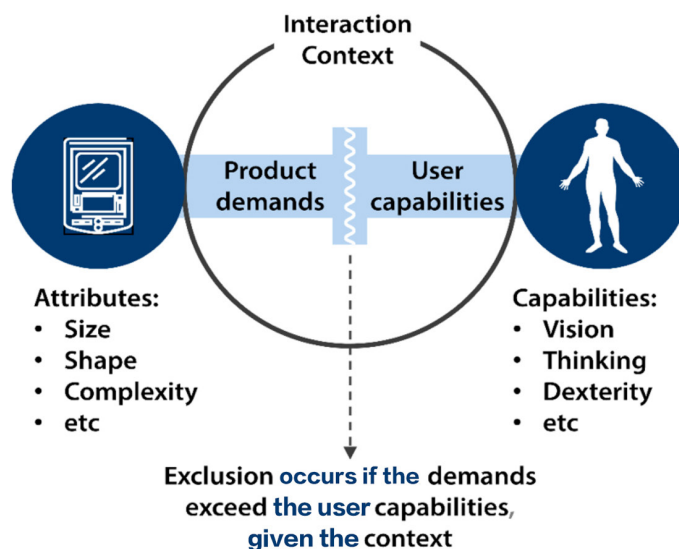 Interaction
Context
Product
demands
User
capabilities
Attributes:
• Size
• Shape
• Complexity
• etc
Capabilities:
• Vision
• Thinking
• Dexterity
• etc
Exclusion occurs if the demands
exceed the user capabilities,
given the context